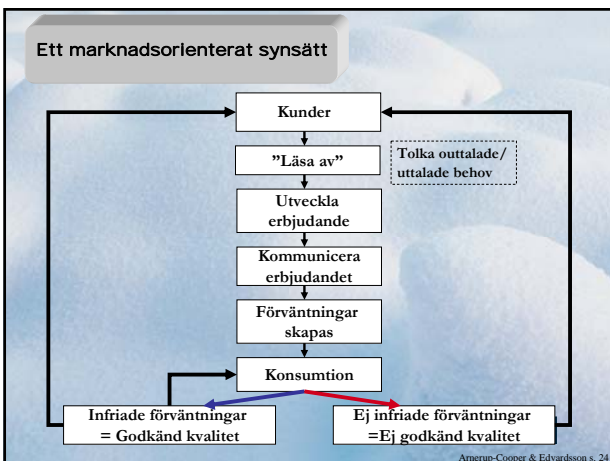 Ett marknadsorienterat synsätt
Kunder
”Läsa av”
Tolka outtalade/
uttalade behov
Utveckla
erbjudande
Kommunicera
erbjudandet
Förväntningar
skapas
Konsumtion
Infriade förväntningar
= Godkänd kvalitet
Ej infriade förväntningar
=Ej godkänd kvalitet
Arnerup-Cooper & Edvardsson s. 24